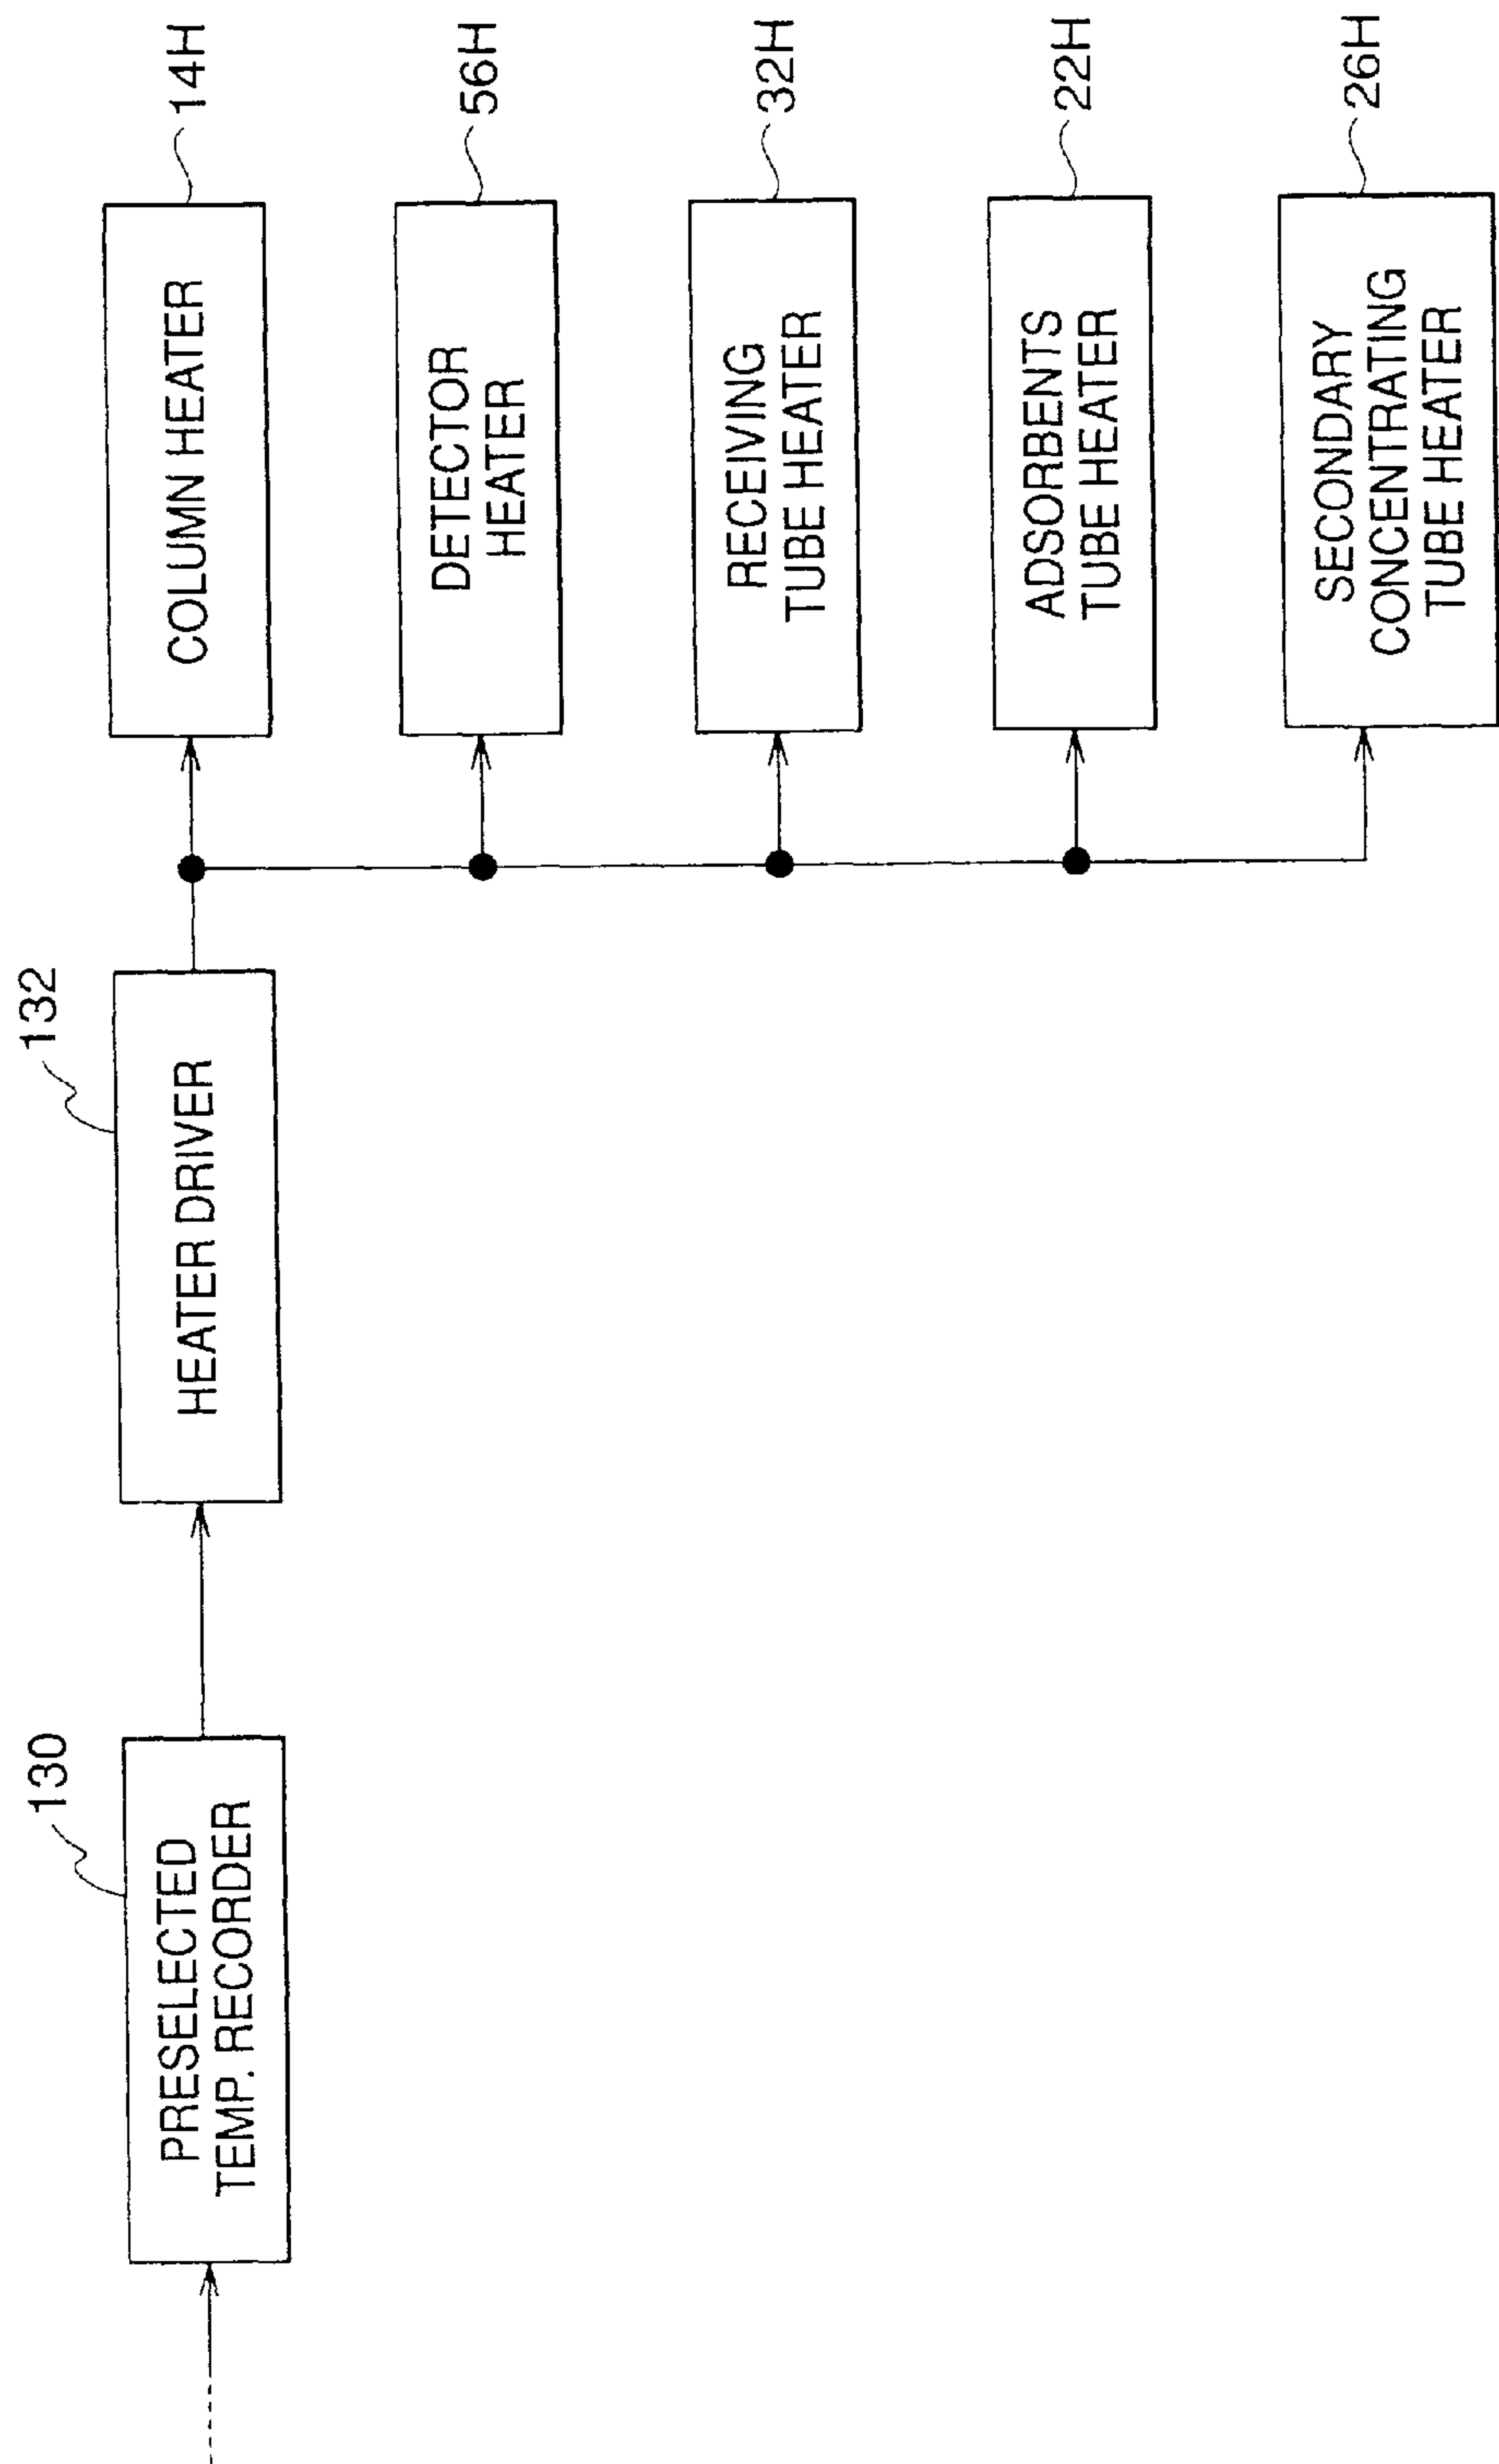 130
PRESELECTED
TEMP. RECORDER
132
HEATER DRIVER
COLUMN HEATER
14H
DETECTOR
HEATER
56H
RECEIVING
TUBE HEATER
32H
ADSORBENTS
TUBE HEATER
22H
SECONDARY
CONCENTRATING
TUBE HEATER
26H